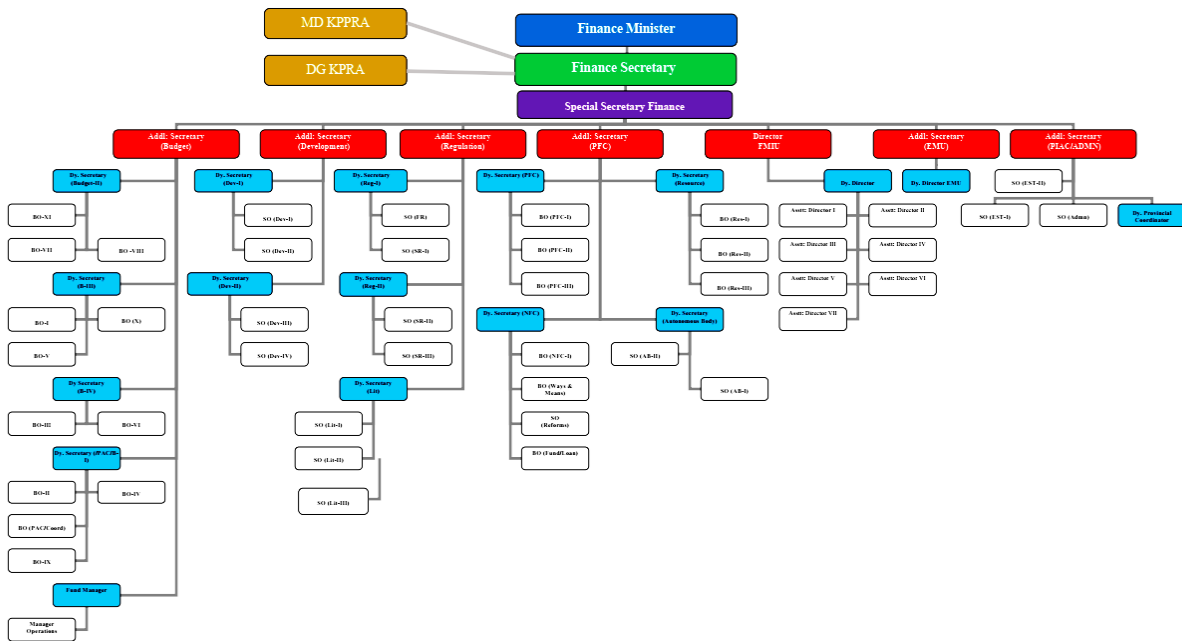 MD KPPRA
Finance Minister
DG KPRA
Finance Secretary
Special Secretary Finance
Addl: Secretary
(Budget)
Addl: Secretary
(Development)
Addl: Secretary
(Regulation)
Addl: Secretary
(PFC)
Director
FMIU
Addl: Secretary
(EMU)
Addl: Secretary
(PIAC/ADMN)
Dy. Secretary
(Budget-II)
BO-XI
BO-VII
BO -VIII
Dy. Secretary
(B-III)
BO-I
BO (X)
BO-V
Dy Secretary
(B-IV)
BO-III
BO-VI
Dy. Secretary (/PAC/B-
I)
BO-II
BO-IV
BO (PAC/Coord)
BO-IX
Fund Manager
Manager
Operations
Dy. Secretary
(Dev-I)
SO (Dev-I)
SO (Dev-II)
Dy. Secretary
(Dev-II)
SO (Dev-III)
SO (Dev-IV)
Dy. Secretary
(Reg-I)
SO (FR)
SO (SR-I)
Dy. Secretary
(Reg-II)
SO (SR-II)
SO (SR-III)
Dy. Secretary
(Lit)
SO (Lit-I)
SO (Lit-II)
SO (Lit-III)
Dy. Secretary (PFC)
BO (PFC-I)
BO (PFC-II)
BO (PFC-III)
Dy. Secretary (NFC)
BO (NFC-I)
BO (Ways &
Means)
SO
(Reforms)
BO (Fund/Loan)
Dy. Secretary
(Resource)
BO (Res-I)
BO (Res-II)
BO (Res-III)
Dy. Secretary
(Autonomous Body)
SO (AB-II)
SO (AB-I)
Dy. Director
Asstt: Director I
Asstt: Director II
Asstt: Director III
Asstt: Director IV
Asstt: Director V
Asstt: Director VI
Asstt: Director VII
Dy. Director EMU
SO (EST-II)
SO (EST-I)
SO (Admn)
Dy. Provincial
Coordinator